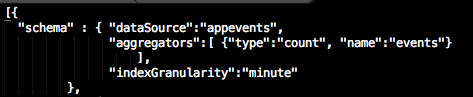 [{
  "schema" : { "dataSource":"appevents",
               "aggregators":[ {"type":"count", "name":"events"}
                   ],
               "indexGranularity":"minute"
         },